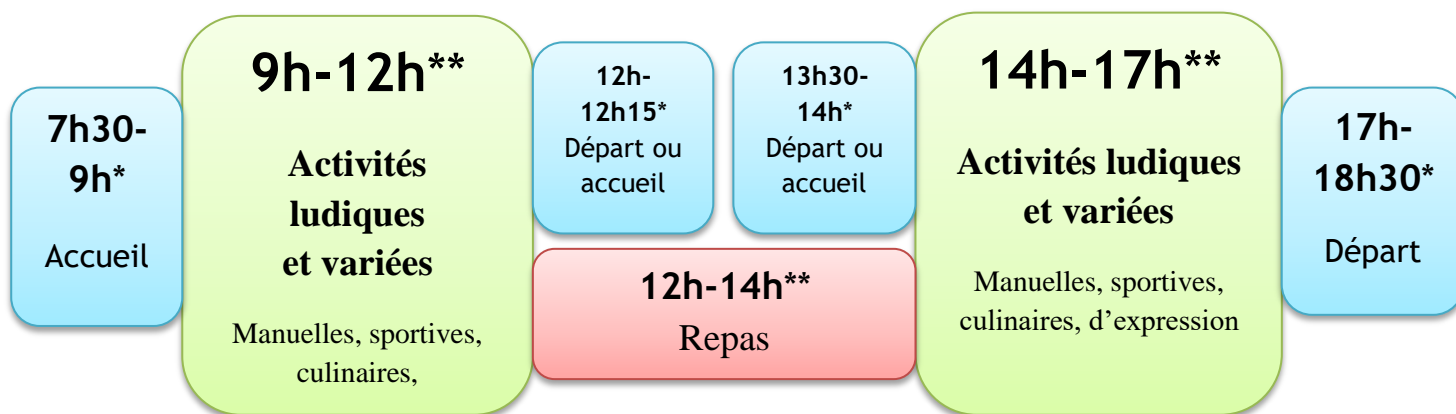 7h30-
9h*
Accueil
9h-12h**
Activités
ludiques
et variées
Manuelles, sportives,
culinaires,
12h-
12h15*
Départ ou
accueil
13h30-
14h*
Départ ou
accueil
12h-14h**
Repas
14h-17h**
Activités ludiques
et variées
Manuelles, sportives,
culinaires, d’expression
17h-
18h30*
Départ